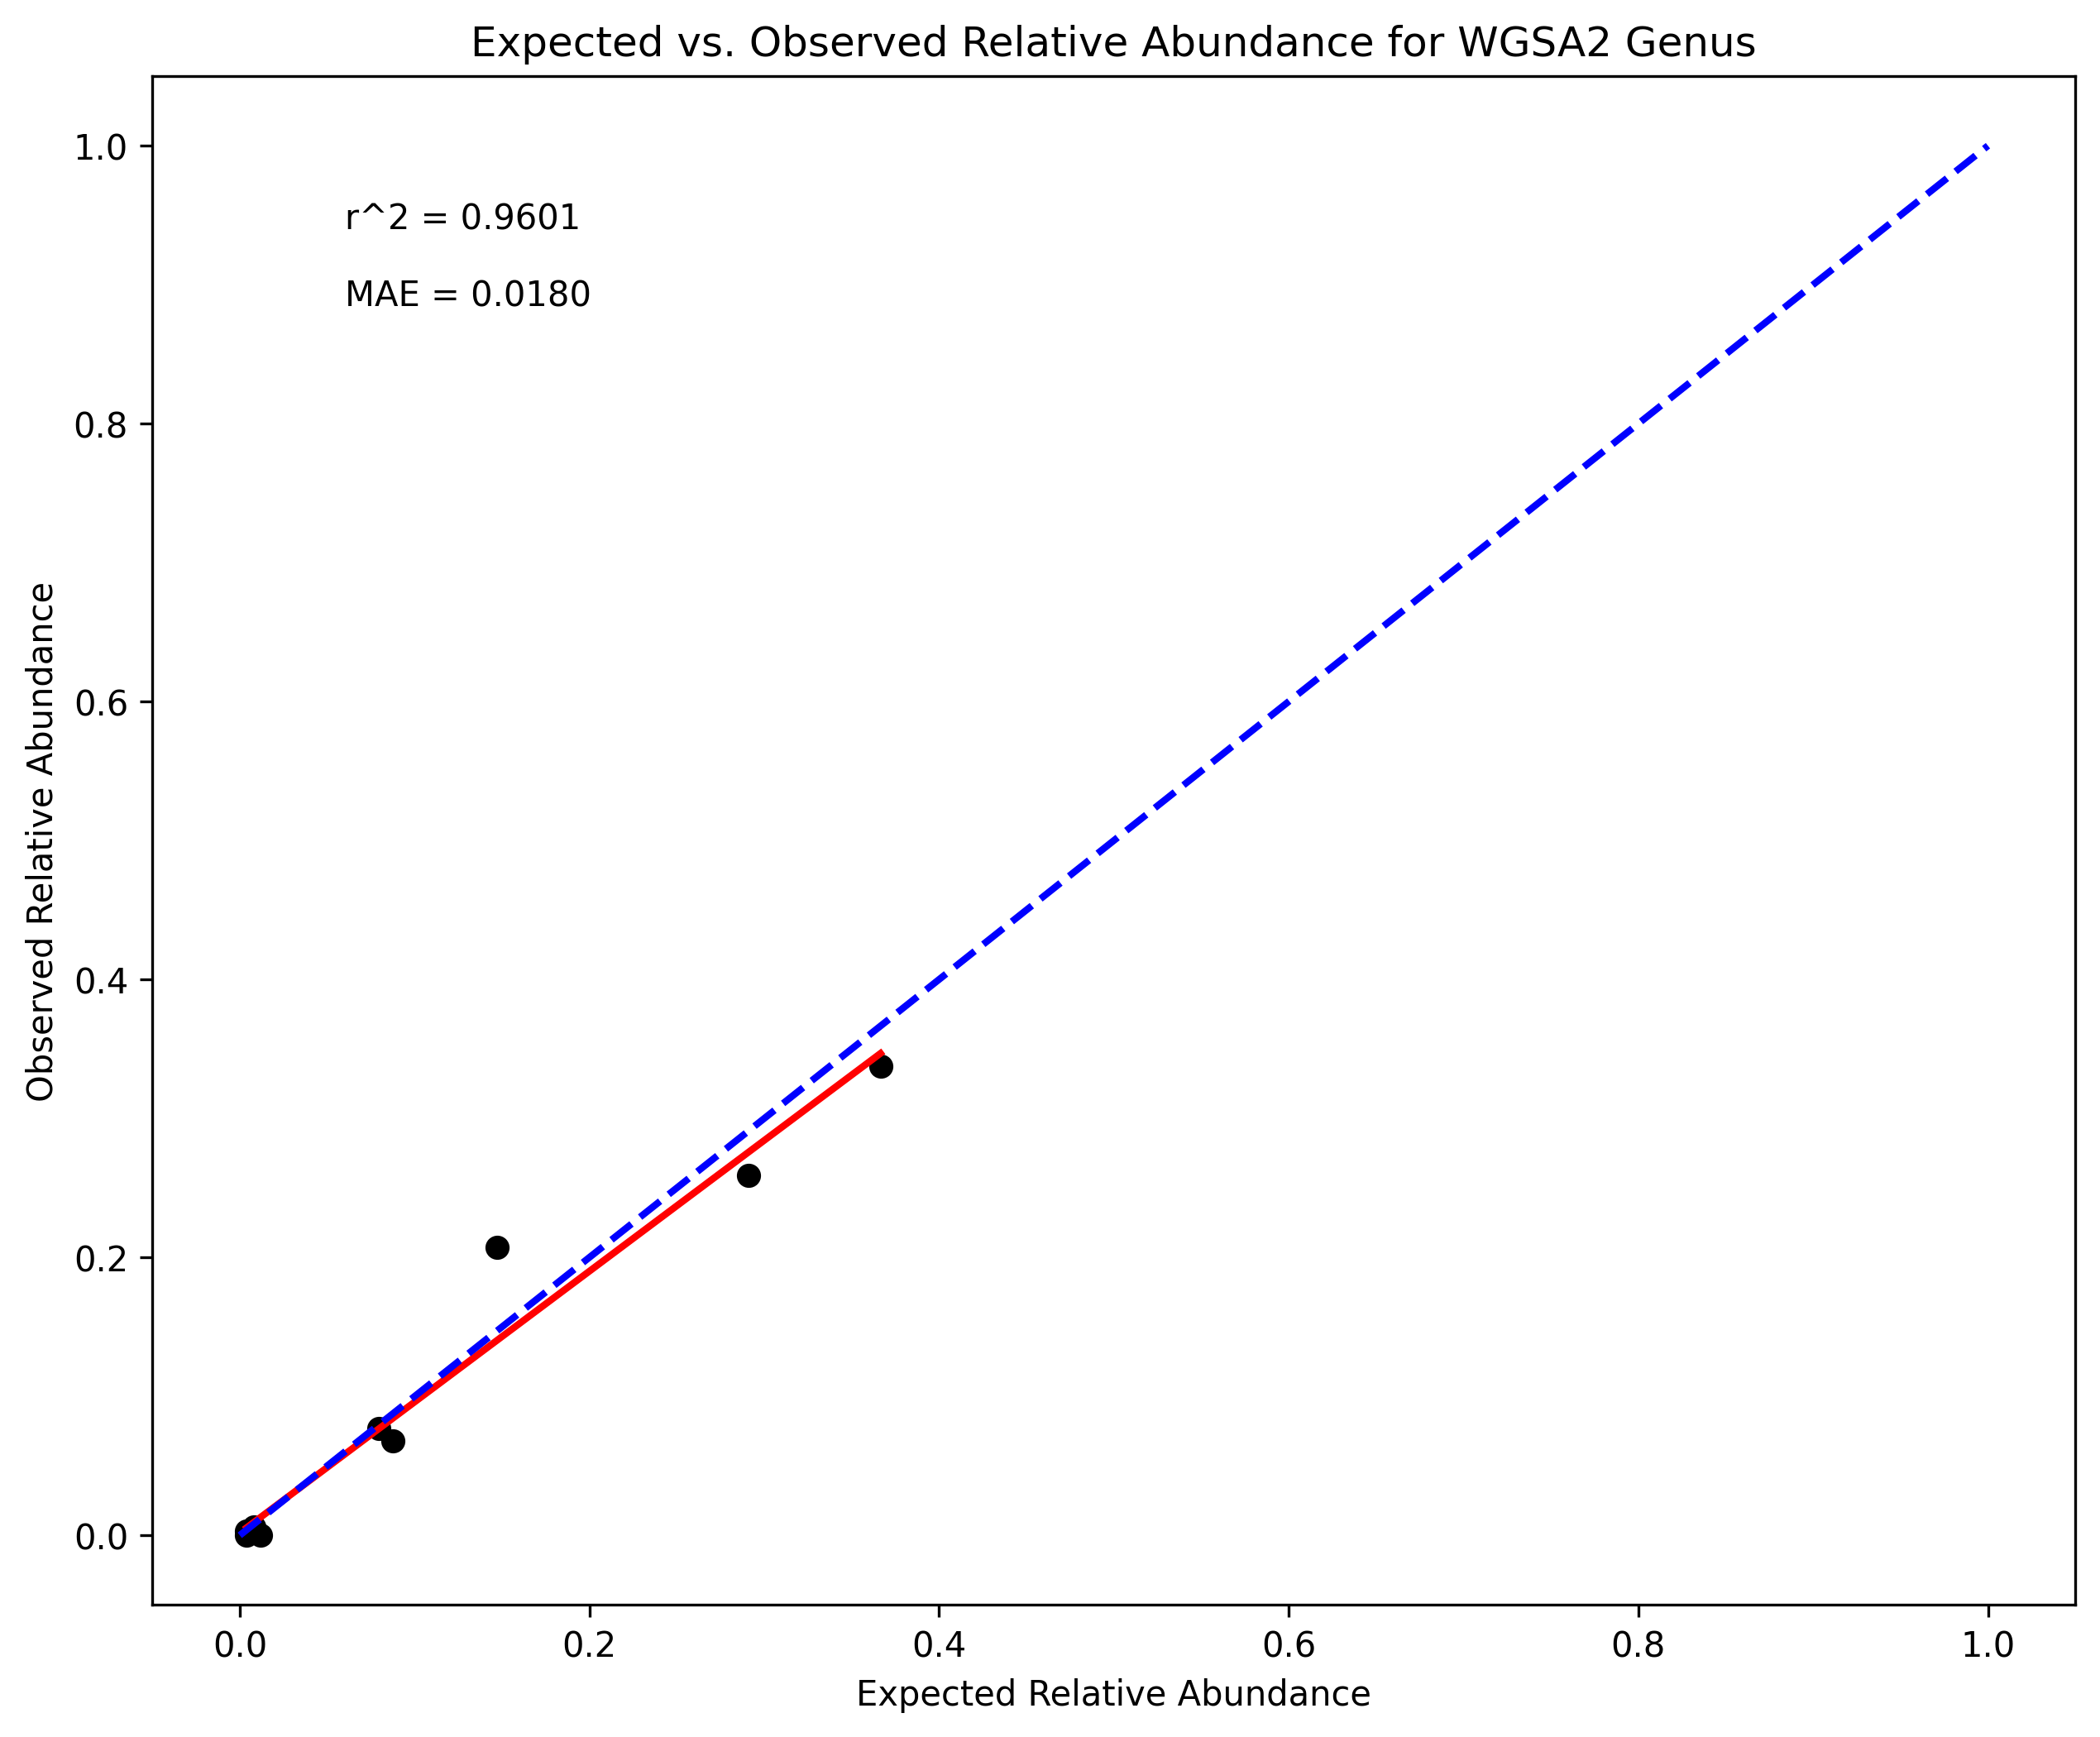 Expected vs. Observed Relative Abundance for WGSA2 Genus
r^2 = 0.9601
MAE = 0.0180
1.0
0.8
0.6
0.4
0.2
0.0
Observed Relative Abundance
0.0 0.2 0.4 0.6 0.8 1.0
Expected Relative Abundance